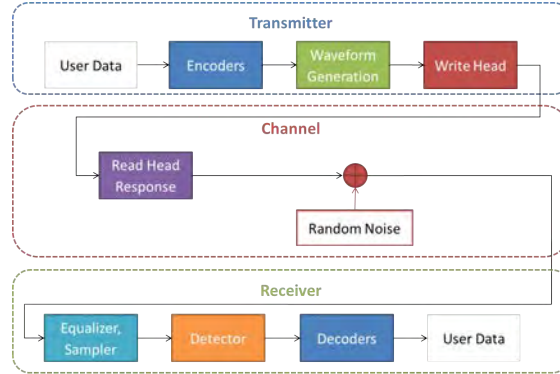 Transmitter
User Data
Encoders
Waveform
Generation
Write Head
Channel
Read Head
Response
Random Noise
Receiver
Equalizer,
Sampler
Detector
Decoders
User Data